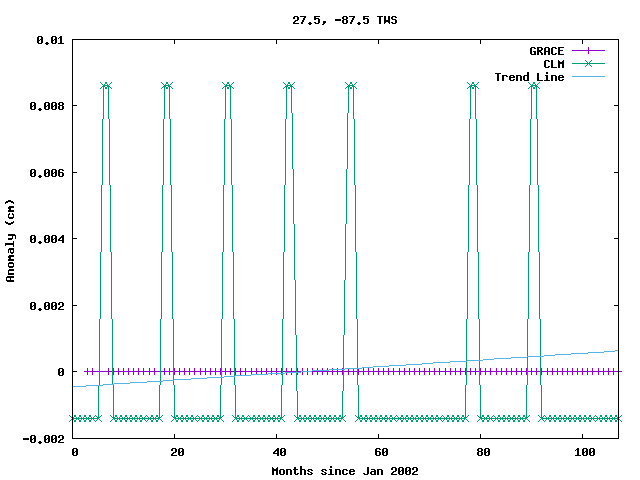 27.5, -87.5 TWS
0.01
0.008
0.006
0.004
0.002
0
-0.002
Anomaly (cm)
GRACE
CLM
Trend Line
0 20 40 60 80 100
Months since Jan 2002